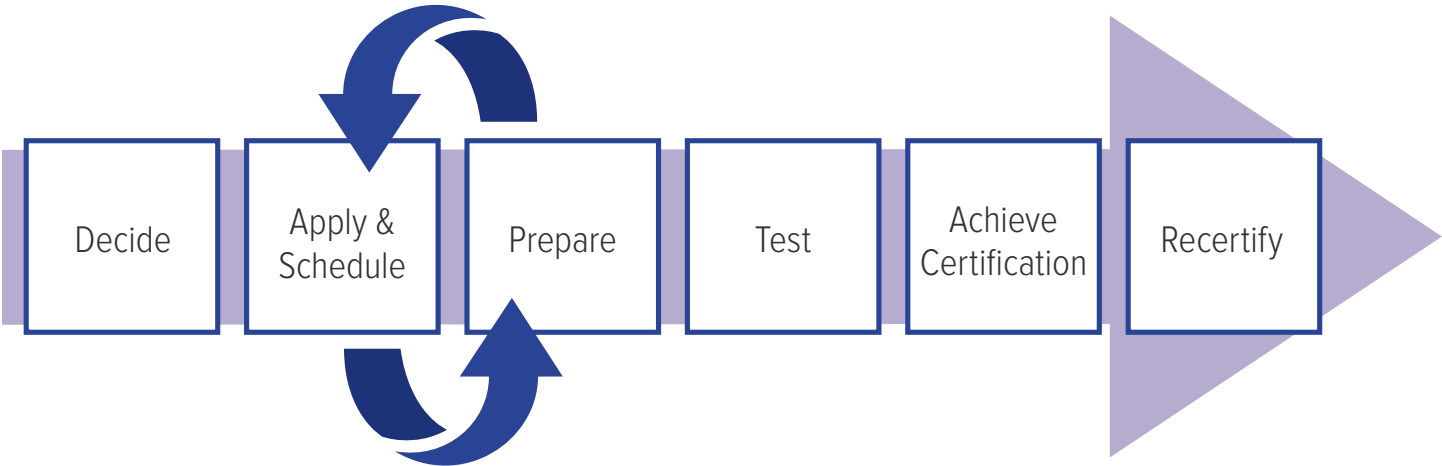 Decide
Apply &
Schedule
Prepare
Test
Achieve
Certification
Recertify